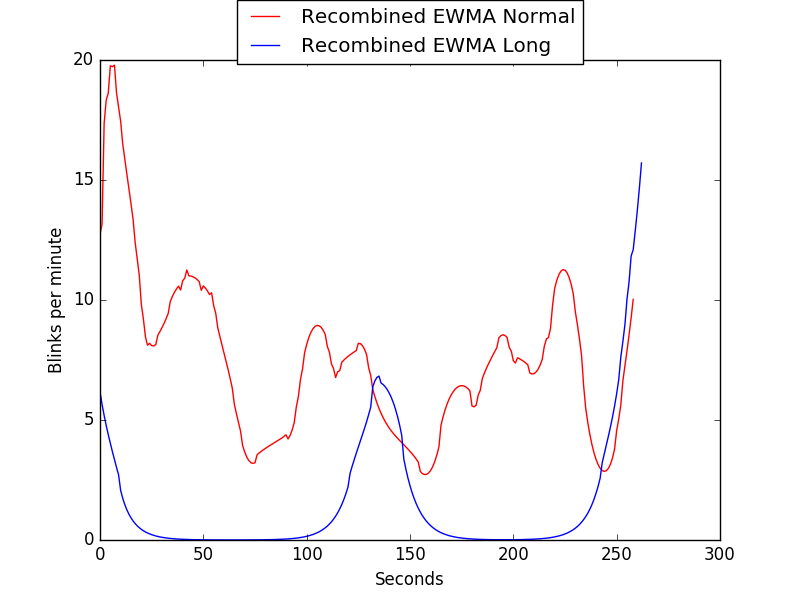 Recombined EWMA Normal
Recombined EWMA Long
20
15
10
5
0
Blinks per minute
0 50 100 150 200 250 300
Seconds